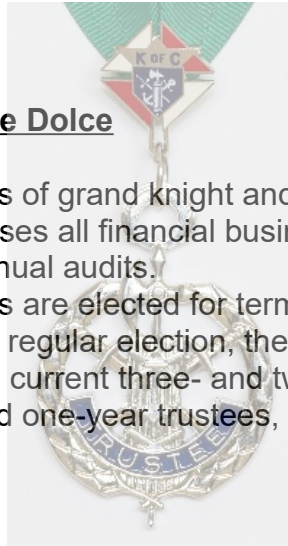 K OF C
e Dolce
s of grand knight and
ses all financial busin
nual audits.
s are elected for term
regular election, the
current three- and tw
d one-year trustees,
TRUSTEE